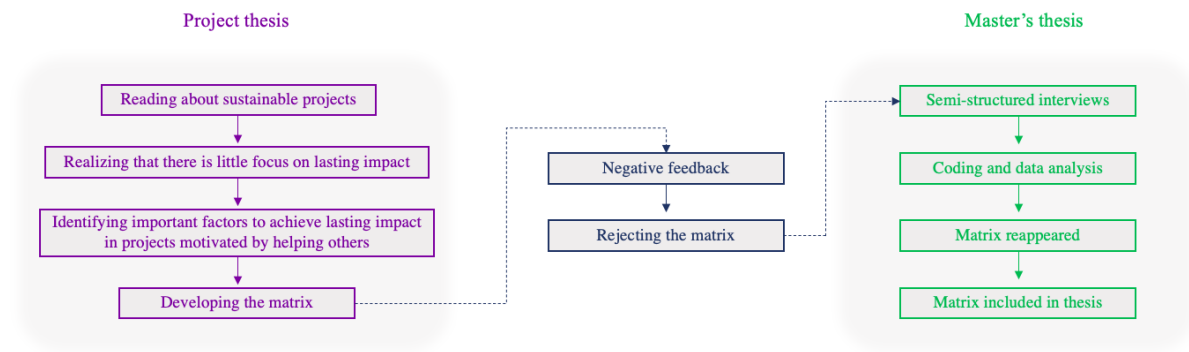 Project thesis
Reading about sustainable projects
Realizing that there is little focus on lasting impact
Identifying important factors to achieve lasting impact
in projects motivated by helping others
Developing the matrix
Negative feedback
Rejecting the matrix
Master’s thesis
Semi-structured interviews
Coding and data analysis
Matrix reappeared
Matrix included in thesis